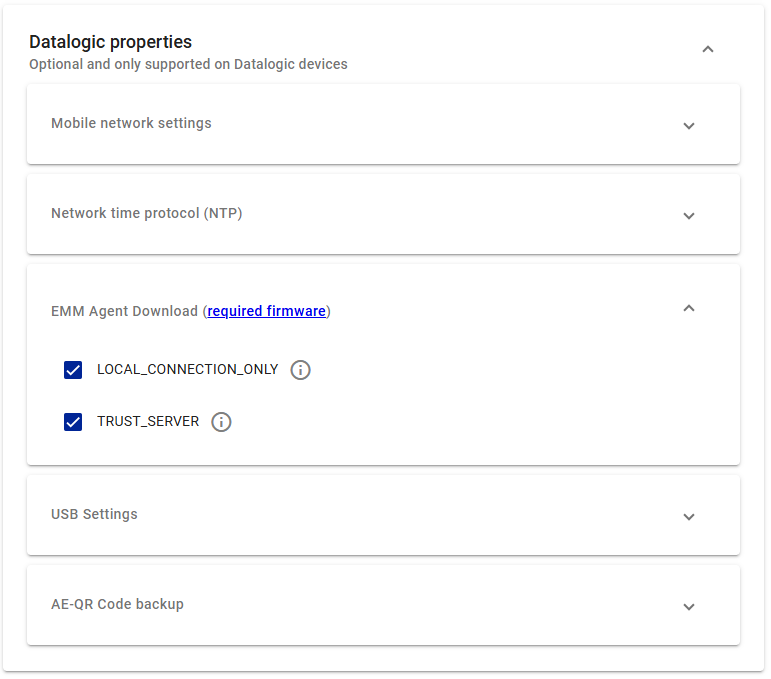 Datalogic properties
Optional and only supported on Datalogic devices
Mobile network settings
Network time protocol (NTP)
EMM Agent Download (required firmware)
LOCAL_CONNECTION_ONLY
TRUST_SERVER
USB Settings
AE-QR Code backup